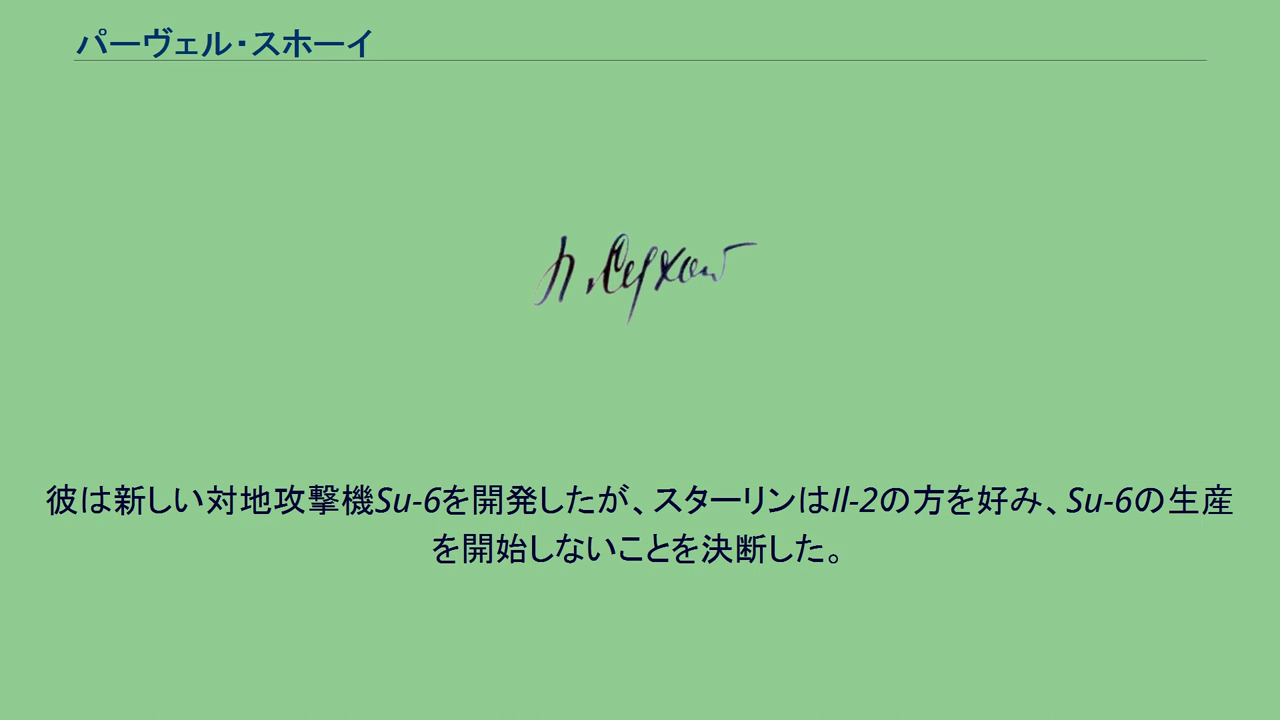 パーヴェル・スホーイ
П. Сухой
彼は新しい対地攻撃機Su-6を開発したが、スターリンはIl-2の方を好み、Su-6の生産
を開始しないことを決断した。